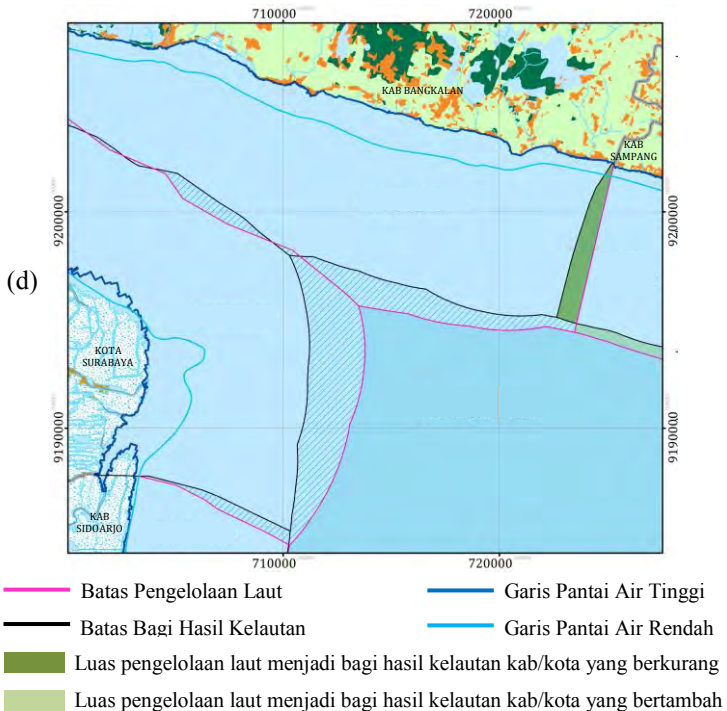 710000 720000
KAB BANGKALAN
KAB
SAMPANG
9200000 9200000
(d)
KOTA
SURABAYA
9190000 9190000
KAB
SIDOARJO
710000 720000
Batas Pengelolaan Laut Garis Pantai Air Tinggi
Batas Bagi Hasil Kelautan Garis Pantai Air Rendah
Luas pengelolaan laut menjadi bagi hasil kelautan kab/kota yang berkurang
Luas pengelolaan laut menjadi bagi hasil kelautan kab/kota yang bertambah